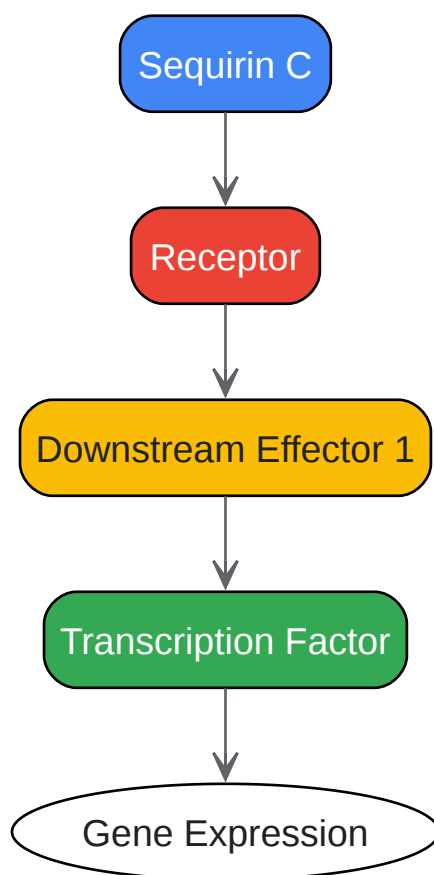 Sequirin C
Receptor
Downstream Effector 1
Transcription Factor
Gene Expression